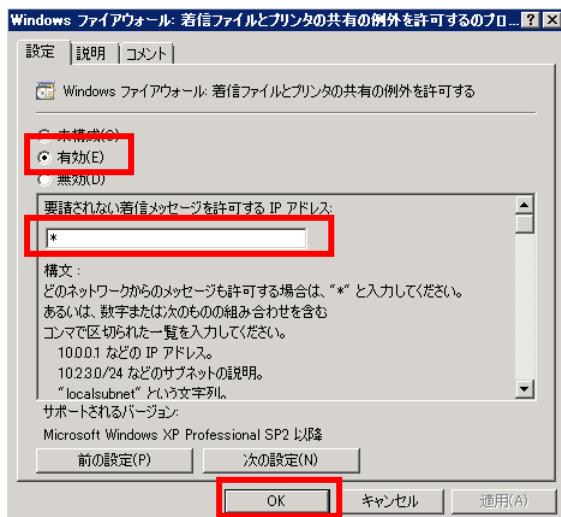 Windows ファイアウォール: 着信ファイルとプリンタの共有の例外を許可するのプロ...
設定 説明 コメント
Windows ファイアウォール: 着信ファイルとプリンタの共有の例外を許可する
未構成(C)
有効(E)
無効(D)
要請されない着信メッセージを許可する IP アドレス:
*
構文 :
どのネットワークからのメッセージも許可する場合は、"*" と入力してください。
あるいは、数字または次のものの組み合わせを含む
コンマで区切られた一覧を入力してください。
10.0.0.1 などの IP アドレス。
10.2.3.0/24 などのサブネットの説明。
"localsubnet" という文字列。
サポートされるバージョン:
Microsoft Windows XP Professional SP2 以降
前の設定(P) 次の設定(N)
OK キャンセル 適用(A)